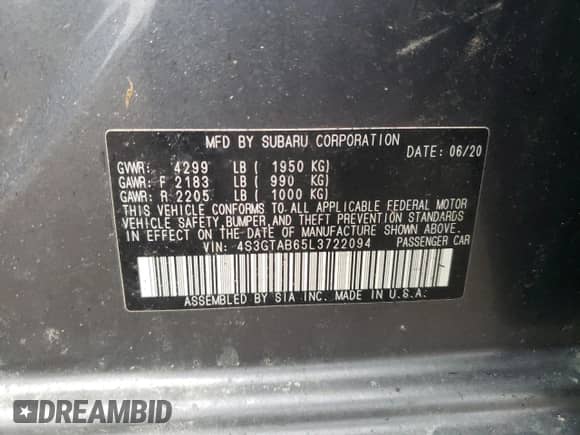 MFD BY SUBARU CORPORATION
DATE: 06/20
GVWR: 4299 LB ( 1950 KG)
GAWR: F 2183 LB ( 990 KG)
GAWR: R 2205 LB ( 1000 KG)
THIS VEHICLE CONFORMS TO ALL APPLICABLE FEDERAL MOTOR
VEHICLE SAFETY,BUMPER,AND THEFT PREVENTION STANDARDS
IN EFFECT ON THE DATE OF MANUFACTURE SHOWN ABOVE.
VIN: 4S3GTAB65L3722094 PASSENGER CAR
ASSEMBLED BY SIA INC. MADE IN U.S.A.
DREAMBID